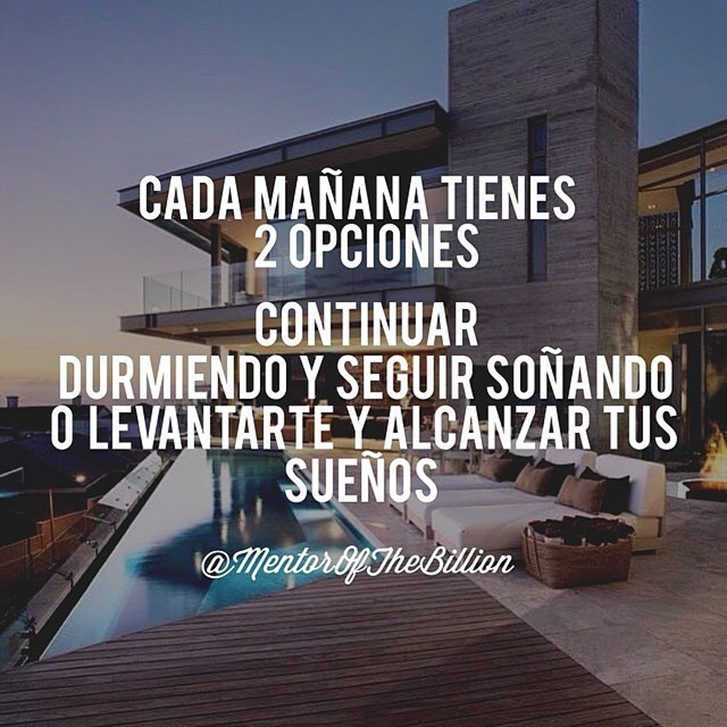 CADA MAÑANA TIENES
2 OPCIONES
CONTINUAR
DURMIENDO Y SEGUIR SOÑANDO
O LEVANTARTE Y ALCANZAR TUS
SUEÑOS
@MentorOfTheBillion